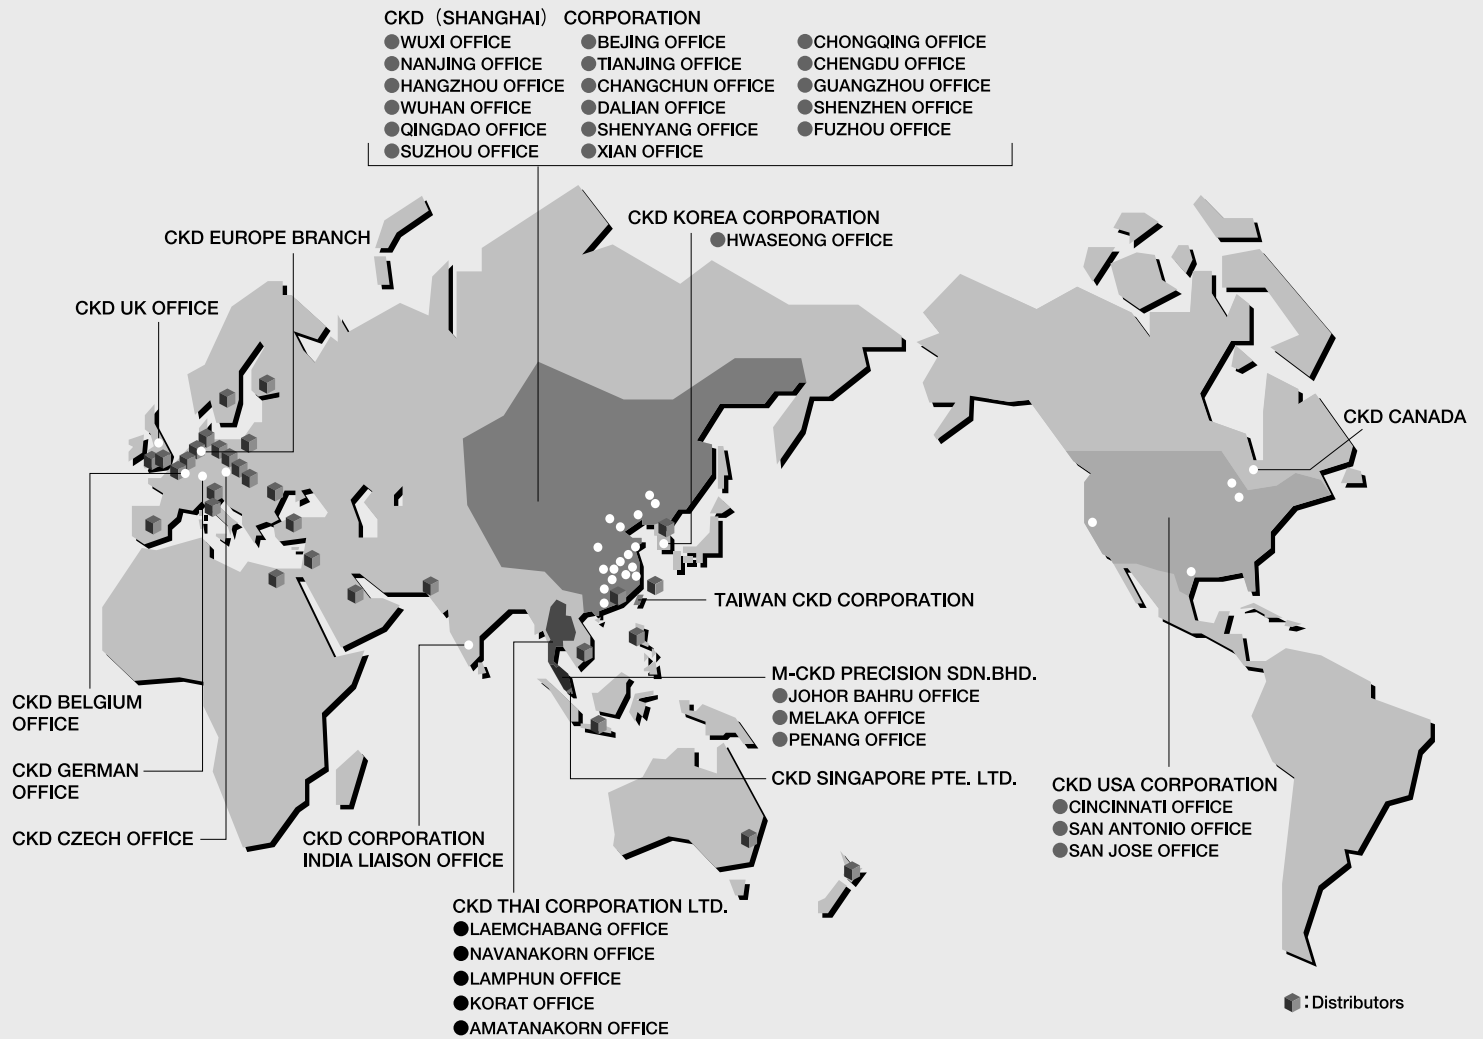 CKD (SHANGHAI) CORPORATION
●WUXI OFFICE
●NANJING OFFICE
●HANGZHOU OFFICE
●WUHAN OFFICE
●QINGDAO OFFICE
●SUZHOU OFFICE
●BEJING OFFICE
●TIANJING OFFICE
●CHANGCHUN OFFICE
●DALIAN OFFICE
●SHENYANG OFFICE
●XIAN OFFICE
●CHONGQING OFFICE
●CHENGDU OFFICE
●GUANGZHOU OFFICE
●SHENZHEN OFFICE
●FUZHOU OFFICE
CKD KOREA CORPORATION
●HWASEONG OFFICE
CKD EUROPE BRANCH
CKD UK OFFICE
CKD CANADA
TAIWAN CKD CORPORATION
M-CKD PRECISION SDN.BHD.
●JOHOR BAHRU OFFICE
●MELAKA OFFICE
●PENANG OFFICE
CKD SINGAPORE PTE. LTD.
CKD BELGIUM
OFFICE
CKD GERMAN
OFFICE
CKD CZECH OFFICE
CKD CORPORATION
INDIA LIAISON OFFICE
CKD USA CORPORATION
●CINCINNATI OFFICE
●SAN ANTONIO OFFICE
●SAN JOSE OFFICE
CKD THAI CORPORATION LTD.
●LAEMCHABANG OFFICE
●NAVANAKORN OFFICE
●LAMPHUN OFFICE
●KORAT OFFICE
●AMATANAKORN OFFICE
:Distributors